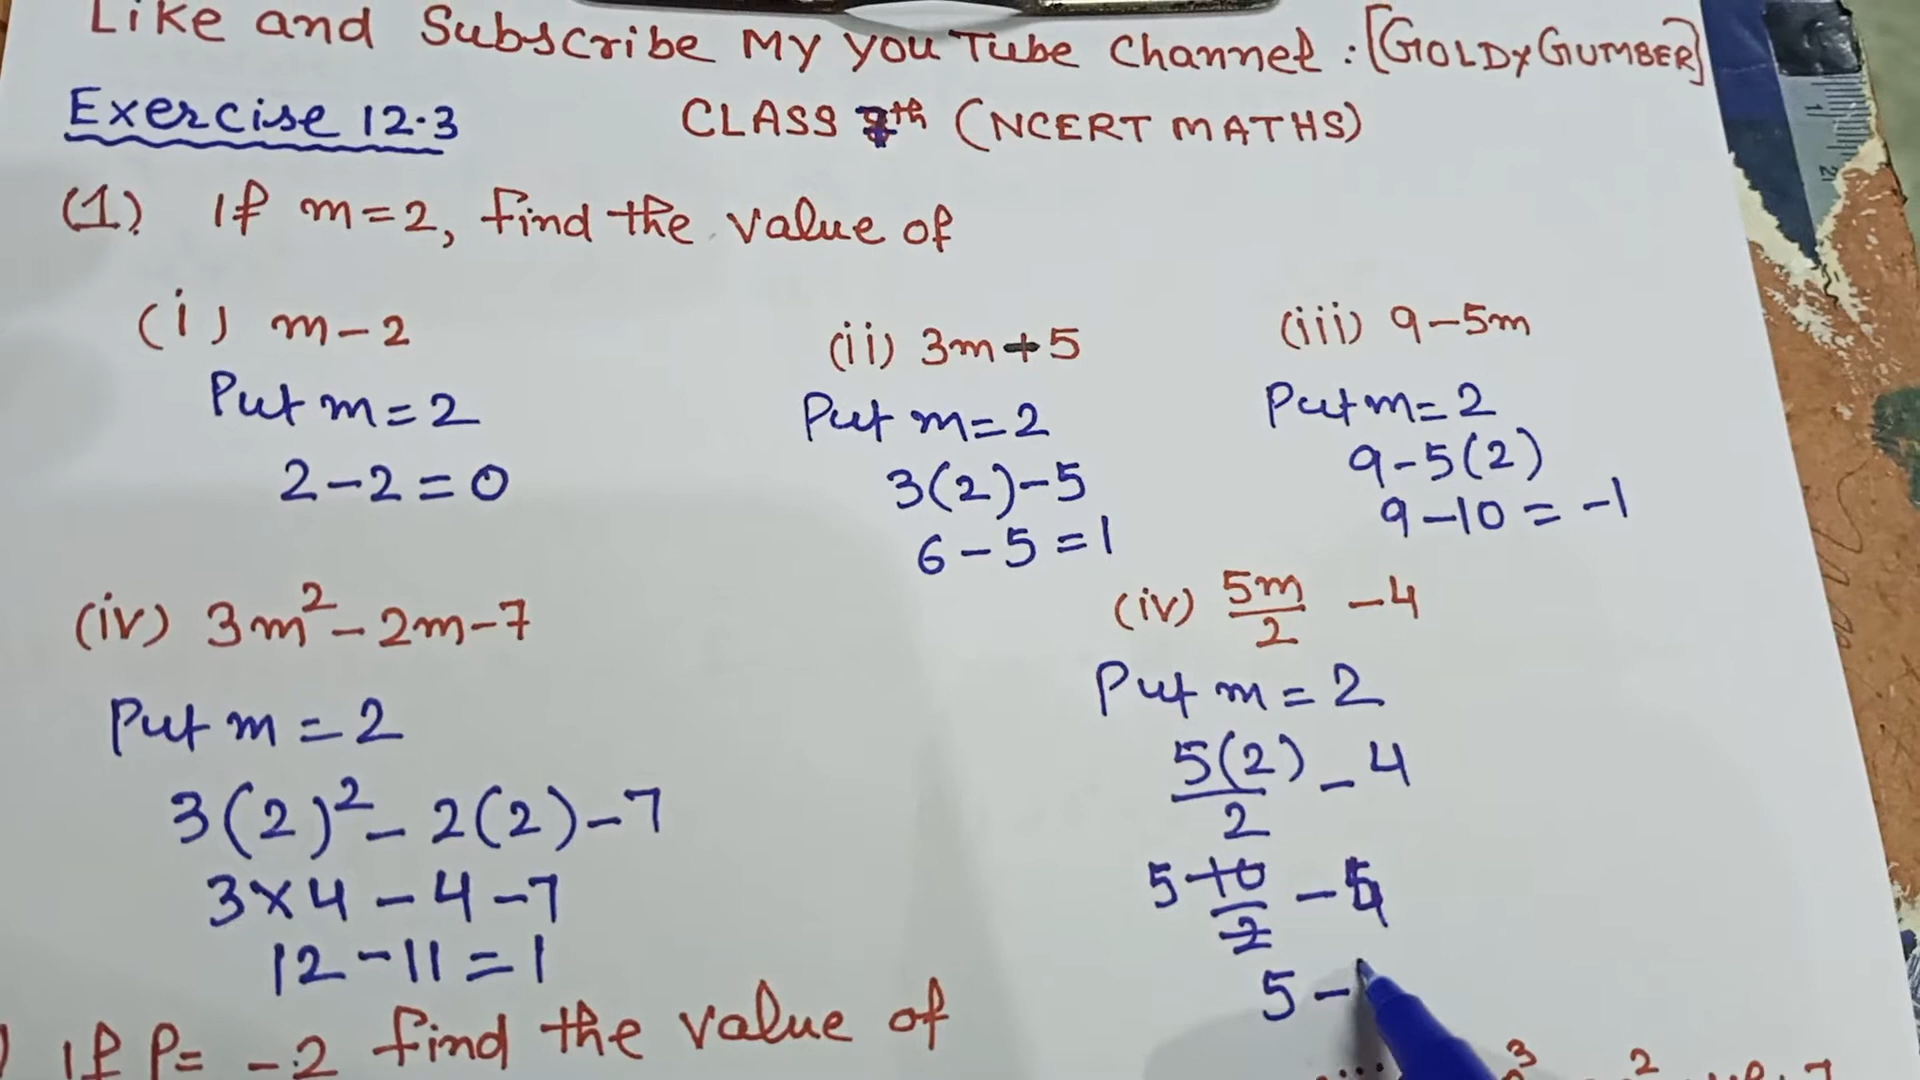 Like and Subscribe My YouTube Channel : [GOLDY GUMBER]
Exercise 12.3 CLASS 7th (NCERT MATHS)
(1) If m=2, find the value of
(i) m-2
Put m=2
2-2=0
(ii) 3m+5
Put m=2
3(2)-5
6-5=1
(iii) 9-5m
Put m=2
9-5(2)
9-10=-1
(iv) 3m²-2m-7
Put m=2
3(2)²-2(2)-7
3×4-4-7
12-11=1
(iv) 5m/2 -4
Put m=2
5(2)/2 -4
5 10/2 -4
5-
If P= -2 find the value of